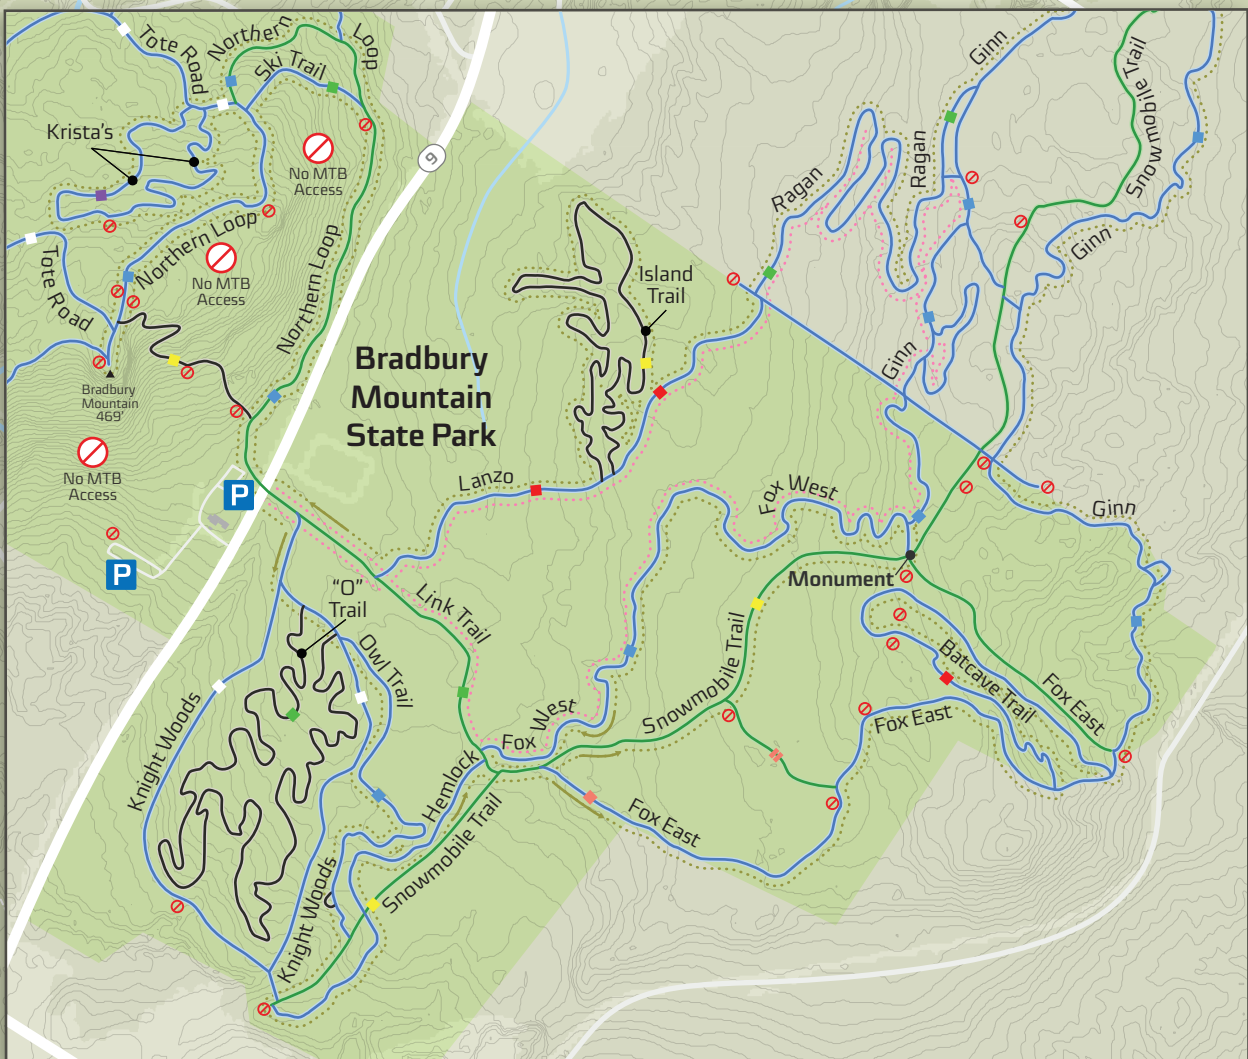 Tote Road
Northern
Loop
Ski Trail
Krista's
No MTB
Access
9
Northern Loop
No MTB
Access
Tote Road
Northern Loop
Bradbury
Mountain
469'
No MTB
Access
P
P
Bradbury
Mountain
State Park
Island
Trail
Ragan
Ragan
Ginn
Snowmobile Trail
Ginn
Ginn
Ginn
Lanzo
Fox West
Monument
Link Trail
"O"
Trail
Owl Trail
Knight Woods
Fox West
Snowmobile Trail
Batcave Trail
Fox East
Fox East
Hemlock
Fox East
Snowmobile Trail
Knight Woods